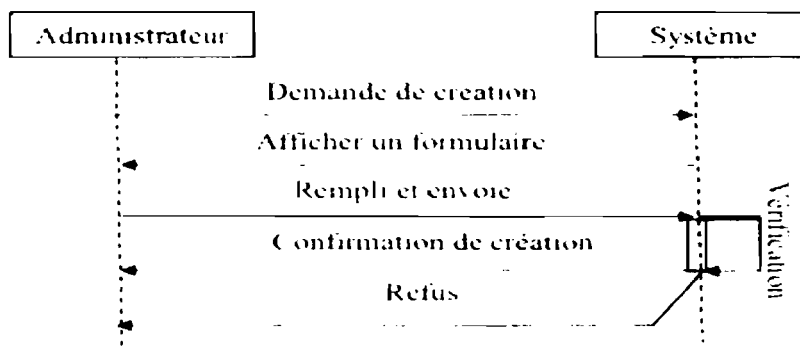 Administrateur
Système
Demande de creation
Afficher un formulaire
Rempli et envoie
Vérification
Confirmation de création
Refus